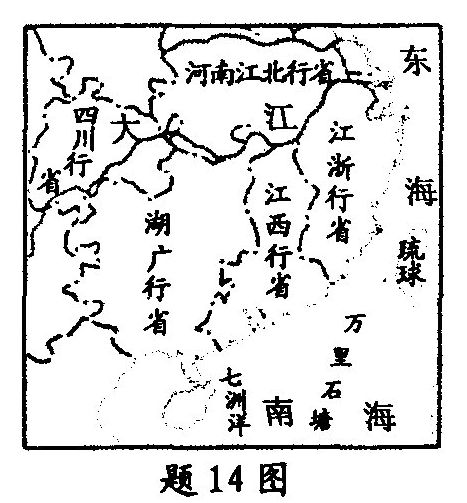 河南江北行省
东海
四川行省
大江
江浙行省
江西行省
湖广行省
琉球
万里石塘
七洲洋
南海
题14图